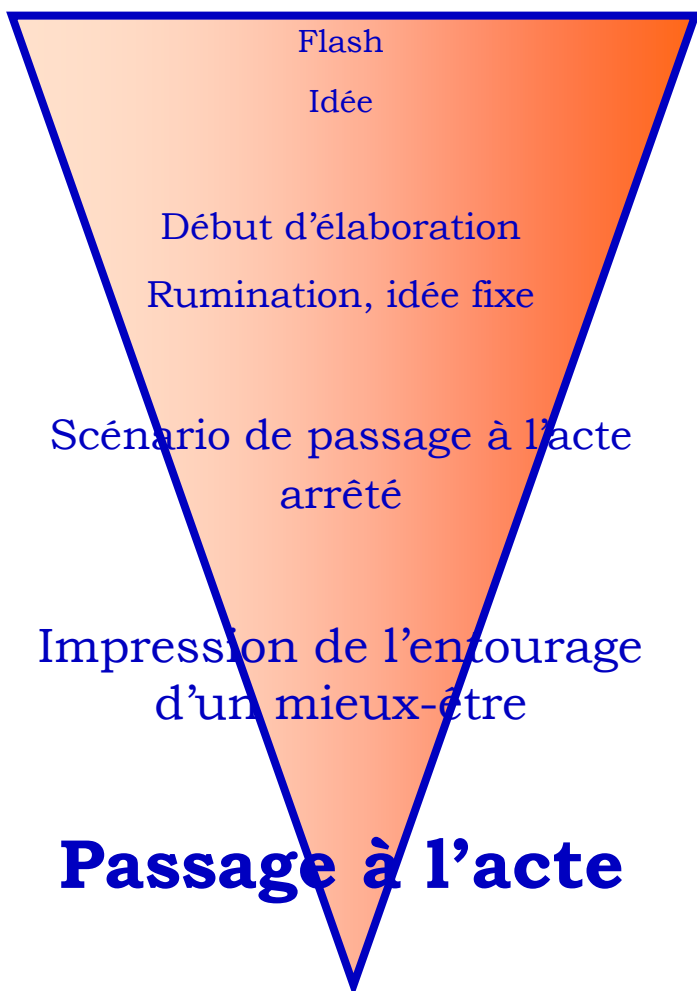 Flash
Idée
Début d’élaboration
Rumination, idée fixe
Scénario de passage à l’acte
arrêté
Impression de l’entourage
d’un mieux-être
Passage à l’acte